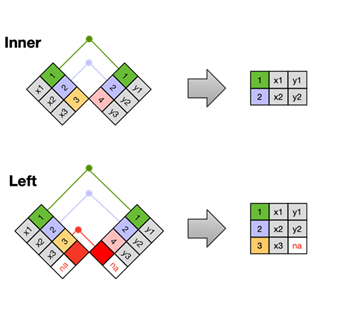 Inner
1 x1
2 x2
3 x3
1 y1
2 y2
4 y3
1 x1 y1
2 x2 y2
Left
1 x1
2 x2
3 x3
na
1 y1
2 y2
4 y3
na
1 x1 y1
2 x2 y2
3 x3 na